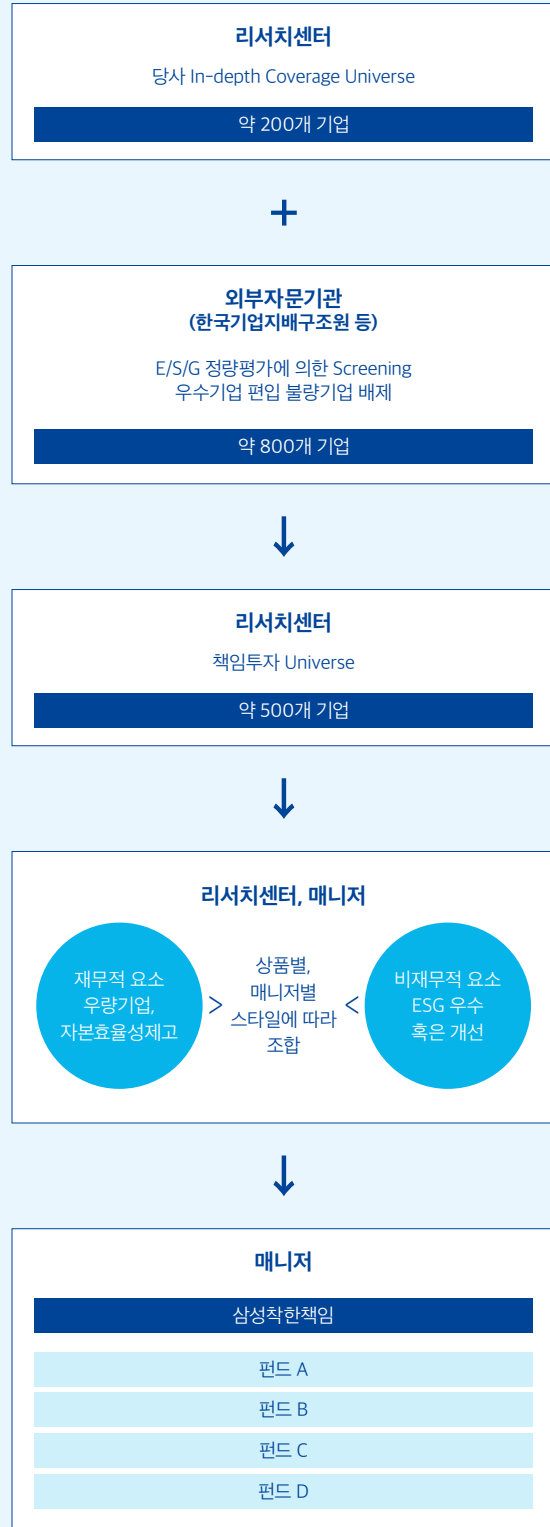 리서치센터
당사 In-depth Coverage Universe
약 200개 기업
+
외부자문기관
(한국기업지배구조원 등)
E/S/G 정량평가에 의한 Screening
우수기업 편입 불량기업 배제
약 800개 기업
↓
리서치센터
책임투자 Universe
약 500개 기업
↓
리서치센터, 매니저
재무적 요소
우량기업,
자본효율성제고
>
상품별,
매니저별
스타일에 따라
조합
<
비재무적 요소
ESG 우수
혹은 개선
↓
매니저
삼성착한책임
펀드 A
펀드 B
펀드 C
펀드 D